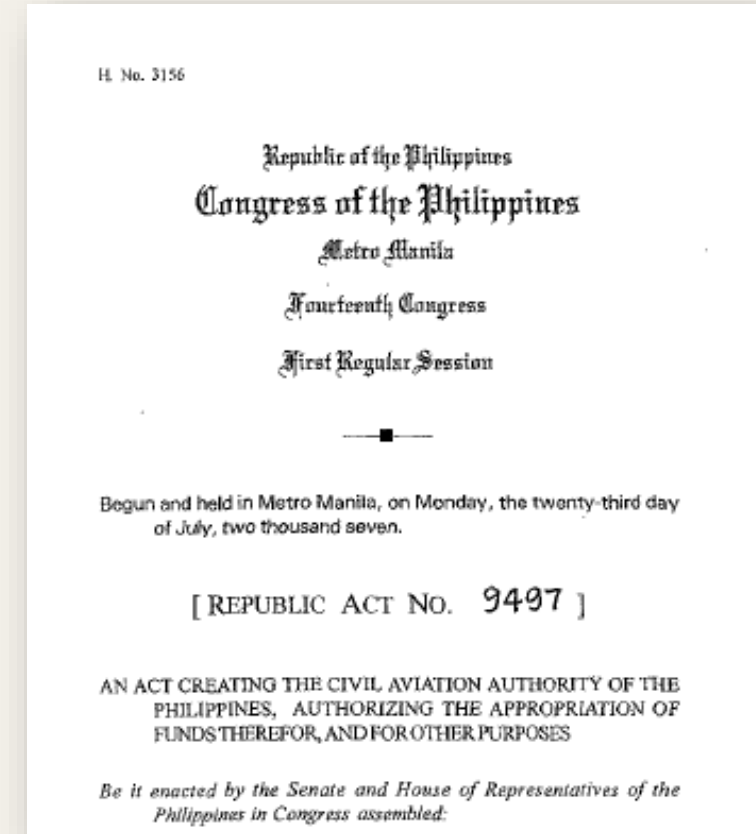 H. No. 3156
Republic of the Philippines
Congress of the Philippines
Metro Manila
Fourteenth Congress
First Regular Session
Begun and held in Metro Manila, on Monday, the twenty-third day
of July, two thousand seven.
[ REPUBLIC ACT NO. 9497 ]
AN ACT CREATING THE CIVIL AVIATION AUTHORITY OF THE
PHILIPPINES, AUTHORIZING THE APPROPRIATION OF
FUNDS THEREFOR, AND FOR OTHER PURPOSES
Be it enacted by the Senate and House of Representatives of the
Philippines in Congress assembled: